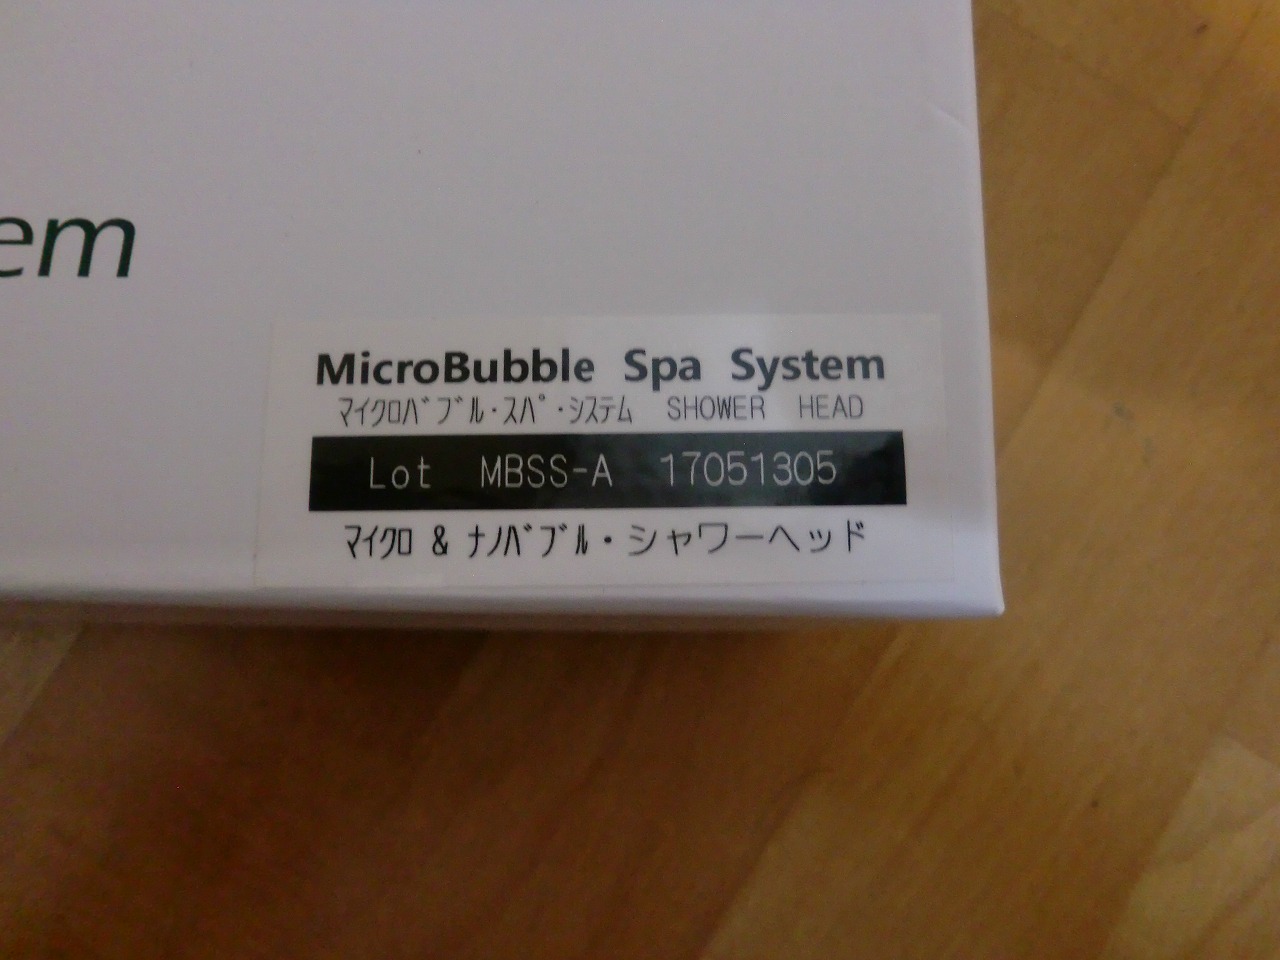 em
MicroBubble Spa System
ﾏｲｸﾛﾊﾞﾌﾞﾙ・ｽﾊﾟ・ｼｽﾃﾑ SHOWER HEAD
Lot MBSS-A 17051305
ﾏｲｸﾛ & ﾅﾉﾊﾞﾌﾞﾙ・シャワーヘッド